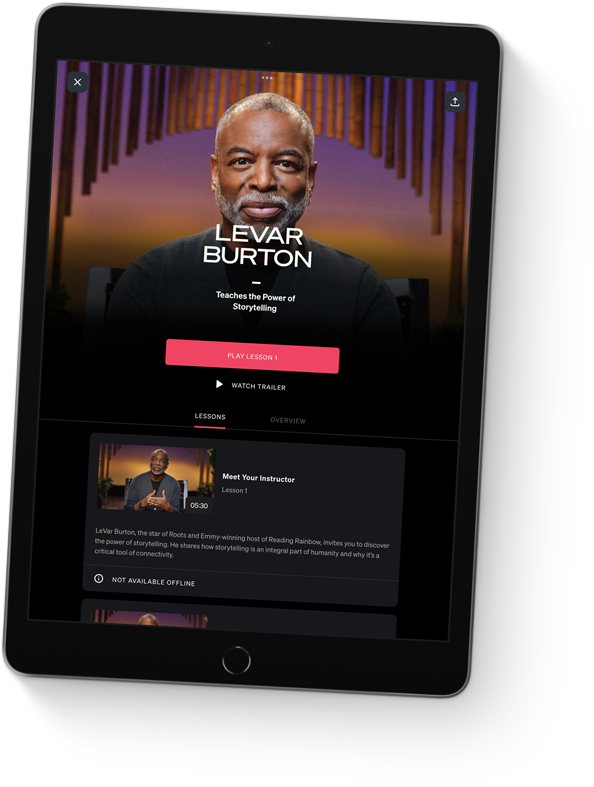 LEVAR
BURTON
Teaches the Power of
Storytelling
PLAY LESSON 1
WATCH TRAILER
LESSONS
OVERVIEW
05:30
Meet Your Instructor
Lesson 1
LeVar Burton, the star of Roots and Emmy-winning host of Reading Rainbow, invites you to discover
the power of storytelling. He shares how storytelling is an integral part of humanity and why it's a
critical tool of connectivity.
NOT AVAILABLE OFFLINE